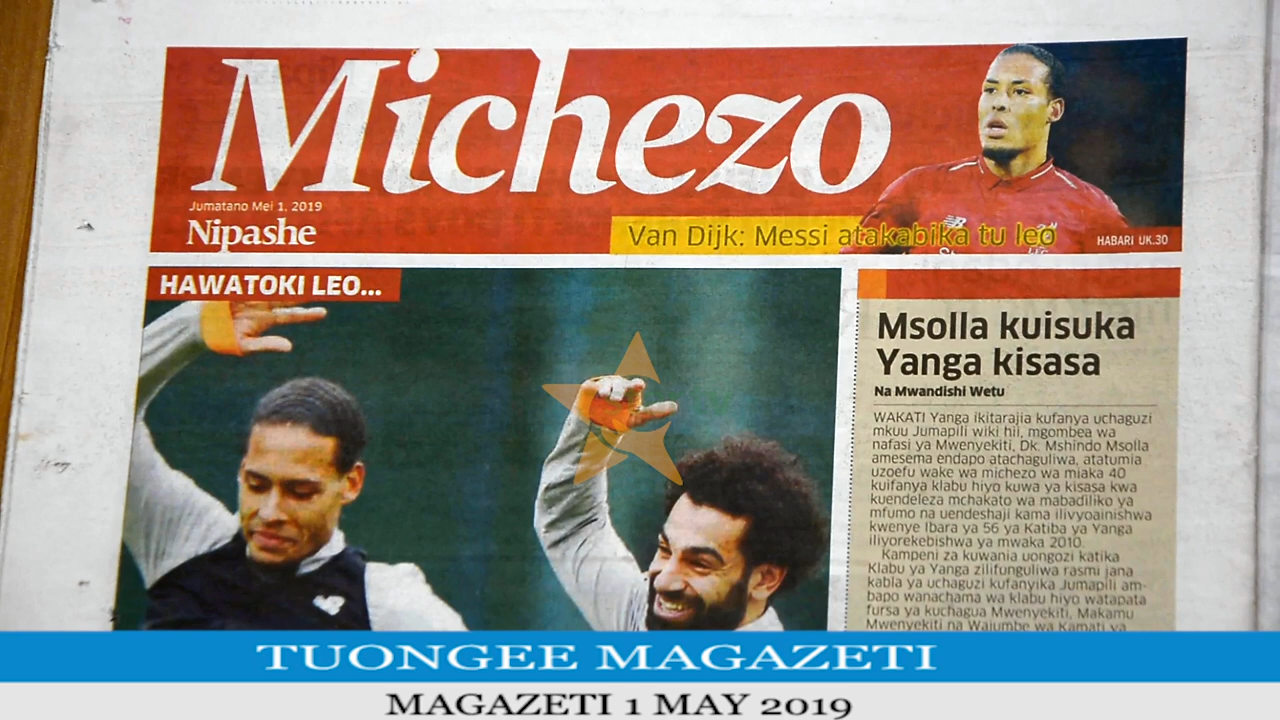 Michezo
Jumatano Mei 1, 2019
Nipashe
Van Dijk: Messi atakabika tu leo
HABARI UK.30
HAWATOKI LEO...
Msolla kuisuka
Yanga kisasa
Na Mwandishi Wetu
WAKATI Yanga ikitarajia kufanya uchaguzi
mkuu Jumapili wiki hii, mgombea wa
nafasi ya Mwenyekiti, Dk. Mshindo Msolla
amesema endapo atachaguliwa, atatumia
uzoefu wake wa michezo wa miaka 40
kuifanya klabu hiyo kuwa ya kisasa kwa
kuendeleza mchakato wa mabadiliko ya
mfumo na uendeshaji kama ilivyoainishwa
kwenye Ibara ya 56 ya Katiba ya Yanga
iliyorekebishwa ya mwaka 2010.
Kampeni za kuwania uongozi katika
Klabu ya Yanga zilifunguliwa rasmi jana
kabla ya uchaguzi kufanyika Jumapili am-
bapo wanachama wa klabu hiyo watapata
fursa ya kuchagua Mwenyekiti, Makamu
Mwenyekiti na Wajumbe wa Kamati ya
TUONGEE MAGAZETI
MAGAZETI 1 MAY 2019